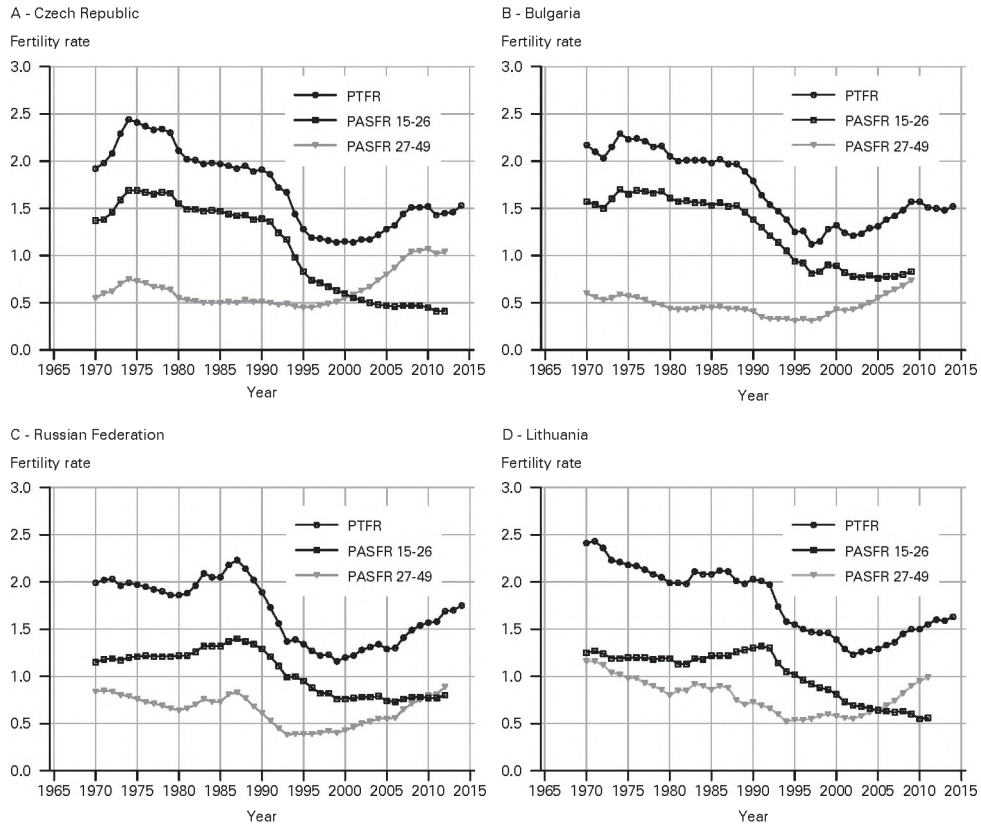 A - Czech Republic
Fertility rate
3.0
2.5
2.0
1.5
1.0
0.5
0.0
PTFR
PASFR 15-26
PASFR 27-49
1965 1970 1975 1980 1985 1990 1995 2000 2005 2010 2015
Year
B - Bulgaria
Fertility rate
3.0
2.5
2.0
1.5
1.0
0.5
0.0
PTFR
PASFR 15-26
PASFR 27-49
1965 1970 1975 1980 1985 1990 1995 2000 2005 2010 2015
Year
C - Russian Federation
Fertility rate
3.0
2.5
2.0
1.5
1.0
0.5
0.0
PTFR
PASFR 15-26
PASFR 27-49
1965 1970 1975 1980 1985 1990 1995 2000 2005 2010 2015
Year
D - Lithuania
Fertility rate
3.0
2.5
2.0
1.5
1.0
0.5
0.0
PTFR
PASFR 15-26
PASFR 27-49
1965 1970 1975 1980 1985 1990 1995 2000 2005 2010 2015
Year